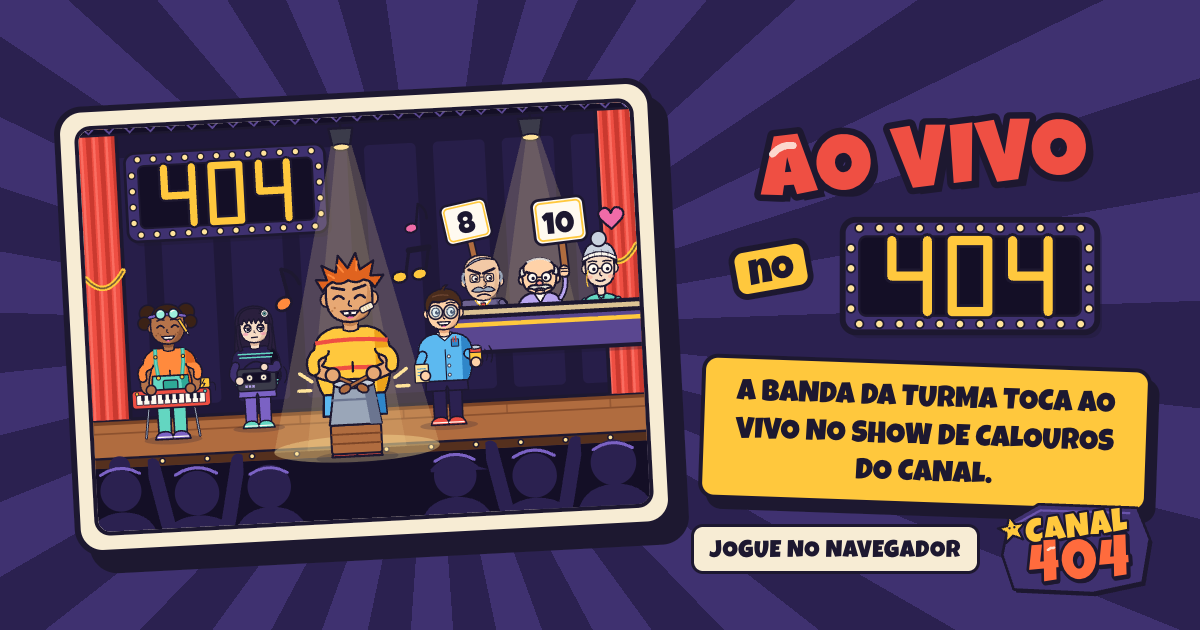 404
8
10
AO VIVO
no
404
A BANDA DA TURMA TOCA AO
VIVO NO SHOW DE CALOUROS
DO CANAL.
JOGUE NO NAVEGADOR
CANAL
404